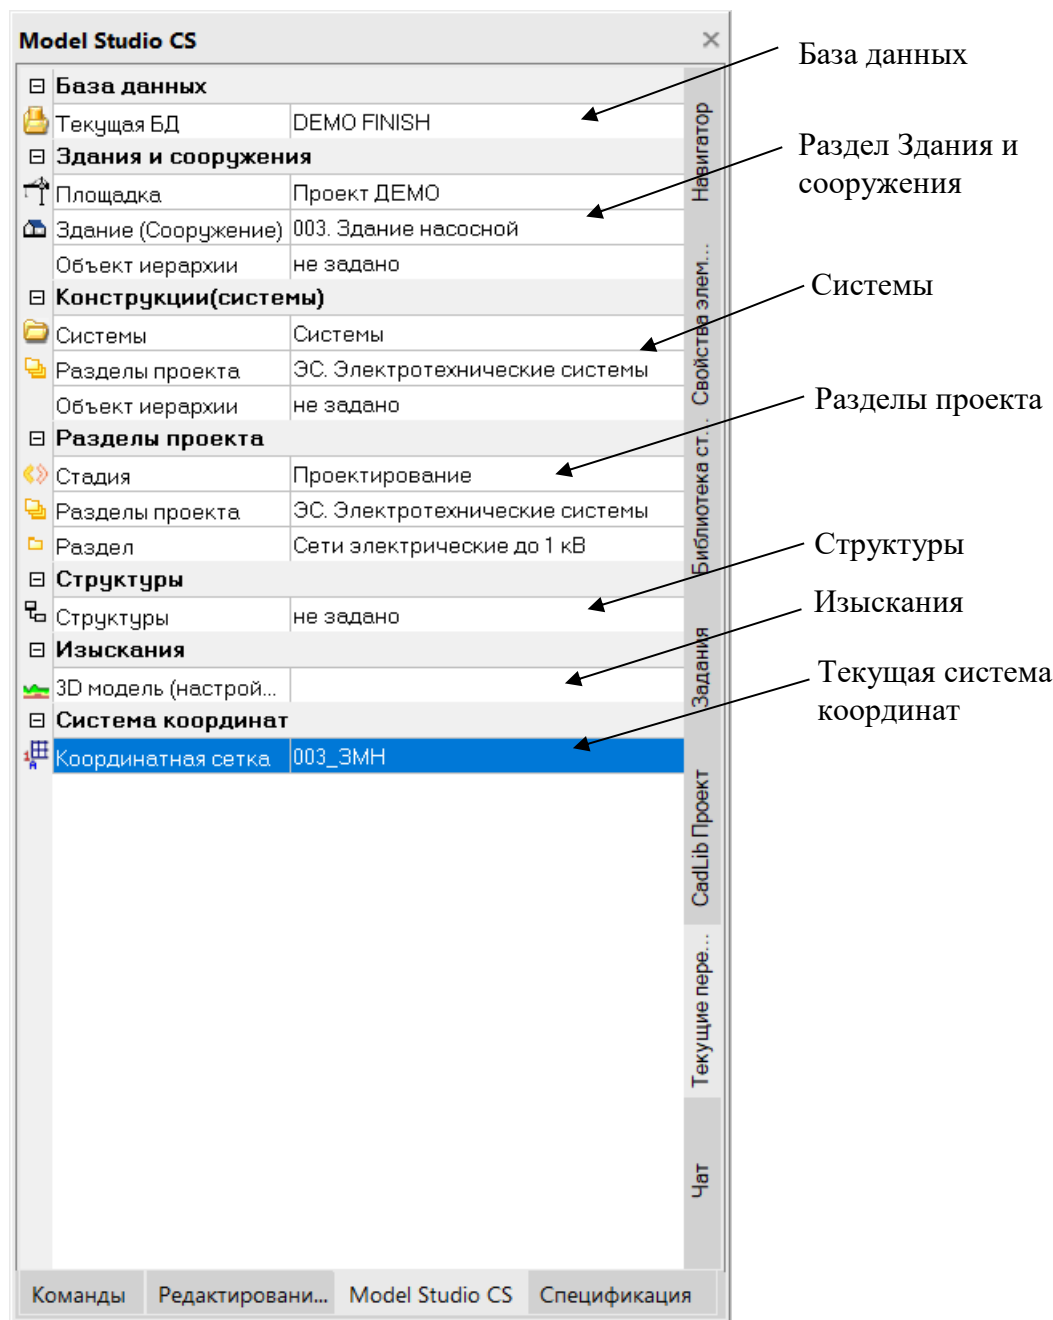 Model Studio CS
База данных
Текущая БД DEMO FINISH
Здания и сооружения
Площадка Проект ДЕМО
Здание (Сооружение) 003. Здание насосной
Объект иерархии не задано
Конструкции(системы)
Системы Системы
Разделы проекта ЭС. Электротехнические системы
Объект иерархии не задано
Разделы проекта
Стадия Проектирование
Разделы проекта ЭС. Электротехнические системы
Раздел Сети электрические до 1 кВ
Структуры
Структуры не задано
Изыскания
3D модель (настрой...
Система координат
Координатная сетка 003_ЗМН
Навигатор
Свойства элем...
Библиотека ст...
Задания
CadLib Проект
Текущие пере...
Чат
Команды Редактировани... Model Studio CS Спецификация
База данных
Раздел Здания и
сооружения
Системы
Разделы проекта
Структуры
Изыскания
Текущая система
координат